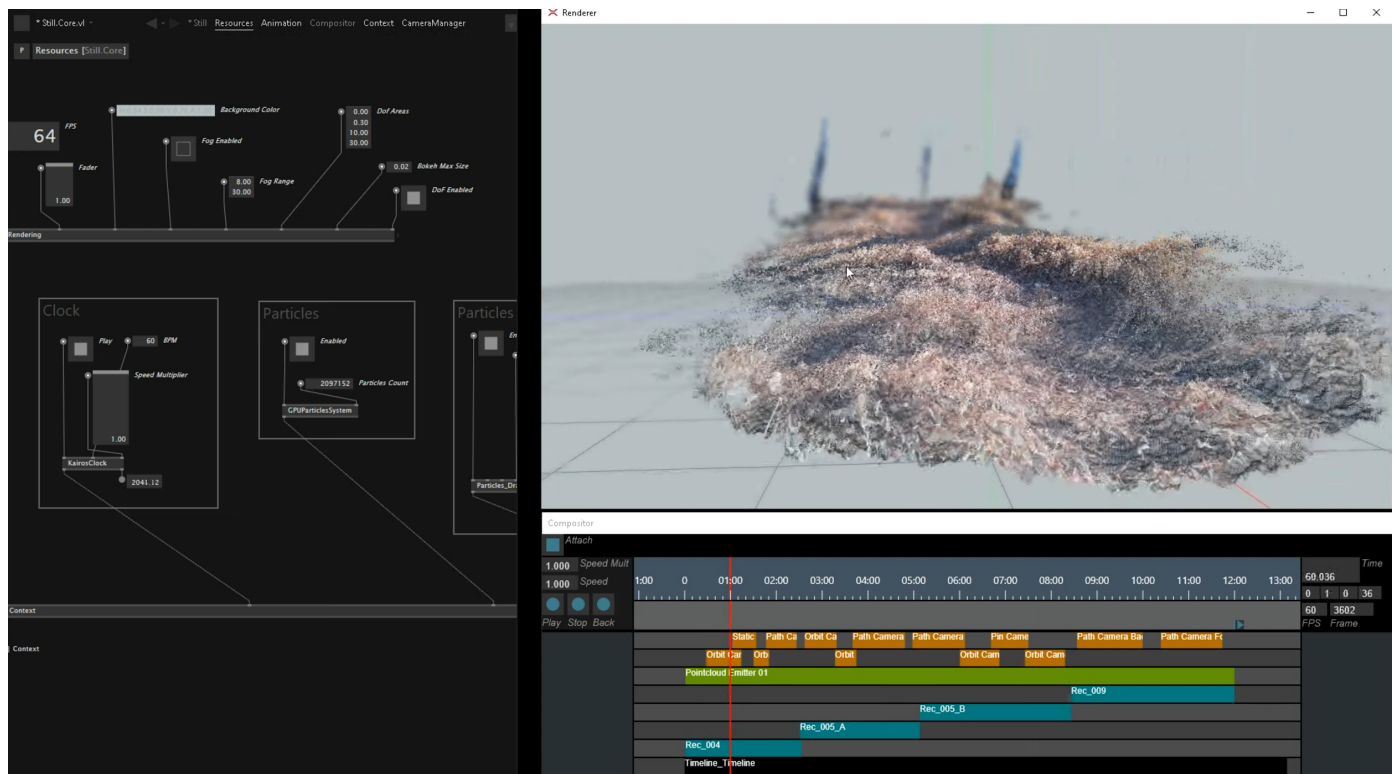 * Still.Core.vl
* Still Resources Animation Compositor Context CameraManager
P Resources [Still.Core]
64 FPS
Background Color
Fog Enabled
0.00 Dof Areas
0.30
10.00
30.00
Fader
1.00
8.00 Fog Range
30.00
0.02 Bokeh Max Size
DoF Enabled
Rendering
Clock
Play
60 BPM
Speed Multiplier
1.00
KairosClock
2041.12
Particles
Enabled
2097152 Particles Count
GPUParticlesSystem
Particles
En
Particles_Dra
Context
Context
Renderer
Compositor
Attach
1.000 Speed Mult
1.000 Speed
Play Stop Back
1:00 0 01:00 02:00 03:00 04:00 05:00 06:00 07:00 08:00 09:00 10:00 11:00 12:00 13:00
Time
60.036
0 1 0 36
60 3602
FPS Frame
Static Path Ca Orbit Ca Path Camera Path Camera Pin Came Path Camera Ba Path Camera Fo
Orbit Car Orb Orbit Orbit Cam Orbit Cam
Pointcloud Emitter 01
Rec_009
Rec_005_B
Rec_005_A
Rec_004
Timeline_Timeline